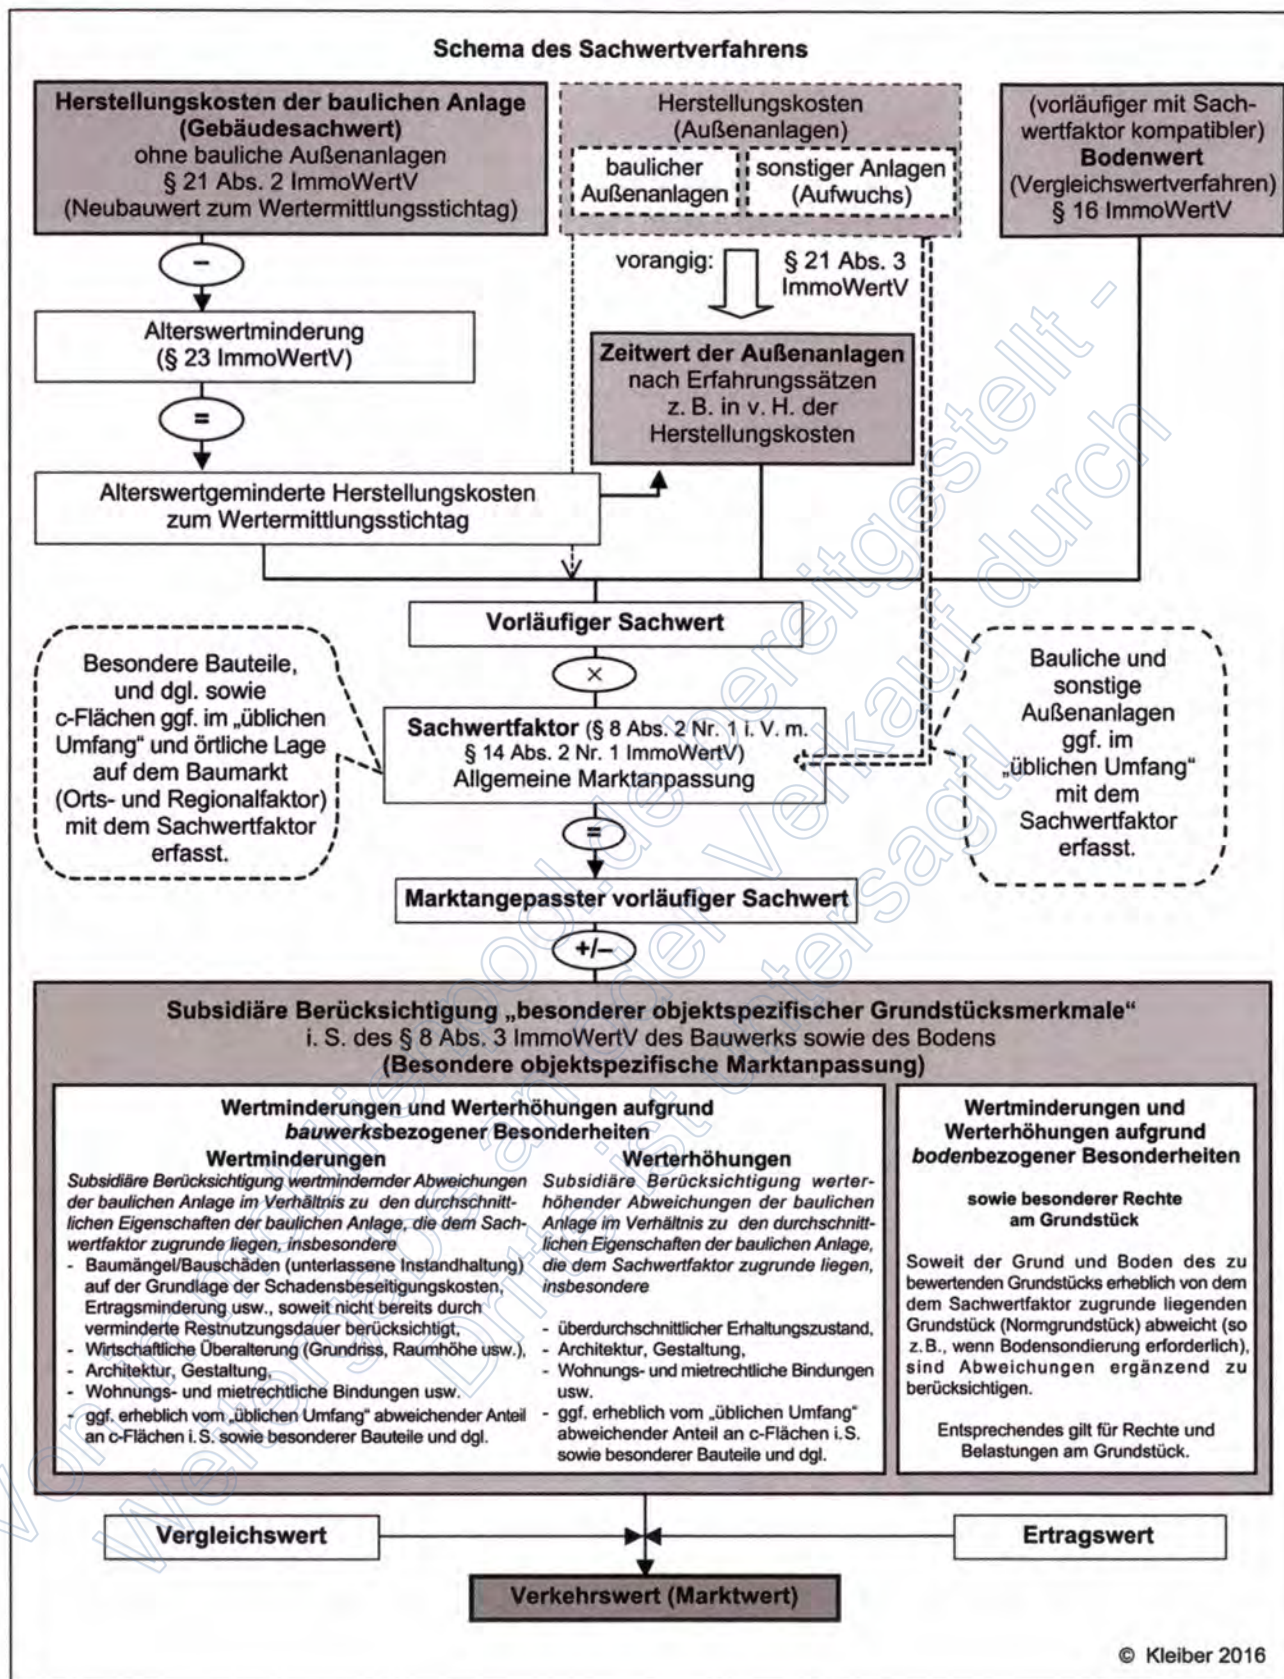 Schema des Sachwertverfahrens
Herstellungskosten der baulichen Anlage
(Gebäudesachwert)
ohne bauliche Außenanlagen
§ 21 Abs. 2 ImmoWertV
(Neubauwert zum Wertermittlungsstichtag)
Herstellungskosten
(Außenanlagen)
baulicher
Außenanlagen
sonstiger Anlagen
(Aufwuchs)
(vorläufiger mit Sach-
wertfaktor kompatibler)
Bodenwert
(Vergleichswertverfahren)
§ 16 ImmoWertV
–
vorangig:
§ 21 Abs. 3
ImmoWertV
Alterswertminderung
(§ 23 ImmoWertV)
=
Zeitwert der Außenanlagen
nach Erfahrungssätzen
z. B. in v. H. der
Herstellungskosten
Alterswertgeminderte Herstellungskosten
zum Wertermittlungsstichtag
Vorläufiger Sachwert
×
Besondere Bauteile,
und dgl. sowie
c-Flächen ggf. im „üblichen
Umfang“ und örtliche Lage
auf dem Baumarkt
(Orts- und Regionalfaktor)
mit dem Sachwertfaktor
erfasst.
Sachwertfaktor (§ 8 Abs. 2 Nr. 1 i. V. m.
§ 14 Abs. 2 Nr. 1 ImmoWertV)
Allgemeine Marktanpassung
Bauliche und
sonstige
Außenanlagen
ggf. im
„üblichen Umfang“
mit dem
Sachwertfaktor
erfasst.
=
Marktangepasster vorläufiger Sachwert
+/–
Subsidiäre Berücksichtigung „besonderer objektspezifischer Grundstücksmerkmale“
i. S. des § 8 Abs. 3 ImmoWertV des Bauwerks sowie des Bodens
(Besondere objektspezifische Marktanpassung)
Wertminderungen und Werterhöhungen aufgrund
bauwerksbezogener Besonderheiten
Wertminderungen
Subsidiäre Berücksichtigung wertmindernder Abweichungen
der baulichen Anlage im Verhältnis zu den durchschnitt-
lichen Eigenschaften der baulichen Anlage, die dem Sach-
wertfaktor zugrunde liegen, insbesondere
- Baumängel/Bauschäden (unterlassene Instandhaltung)
auf der Grundlage der Schadensbeseitigungskosten,
Ertragsminderung usw., soweit nicht bereits durch
verminderte Restnutzungsdauer berücksichtigt,
- Wirtschaftliche Überalterung (Grundriss, Raumhöhe usw.),
- Architektur, Gestaltung,
- Wohnungs- und mietrechtliche Bindungen usw.
- ggf. erheblich vom „üblichen Umfang“ abweichender Anteil
an c-Flächen i. S. sowie besonderer Bauteile und dgl.
Werterhöhungen
Subsidiäre Berücksichtigung werter-
höhender Abweichungen der baulichen
Anlage im Verhältnis zu den durchschnitt-
lichen Eigenschaften der baulichen Anlage,
die dem Sachwertfaktor zugrunde liegen,
insbesondere
- überdurchschnittlicher Erhaltungszustand,
- Architektur, Gestaltung,
- Wohnungs- und mietrechtliche Bindungen
usw.
- ggf. erheblich vom „üblichen Umfang“
abweichender Anteil an c-Flächen i. S.
sowie besonderer Bauteile und dgl.
Wertminderungen und
Werterhöhungen aufgrund
bodenbezogener Besonderheiten
sowie besonderer Rechte
am Grundstück
Soweit der Grund und Boden des zu
bewertenden Grundstücks erheblich von dem
dem Sachwertfaktor zugrunde liegenden
Grundstück (Normgrundstück) abweicht (so
z. B., wenn Bodensondierung erforderlich),
sind Abweichungen ergänzend zu
berücksichtigen.
Entsprechendes gilt für Rechte und
Belastungen am Grundstück.
Vergleichswert
Ertragswert
Verkehrswert (Marktwert)
© Kleiber 2016
Von immobilienpool.de bereitgestellt -
Weitergabe an oder Verkauf durch
Dritte ist untersagt!